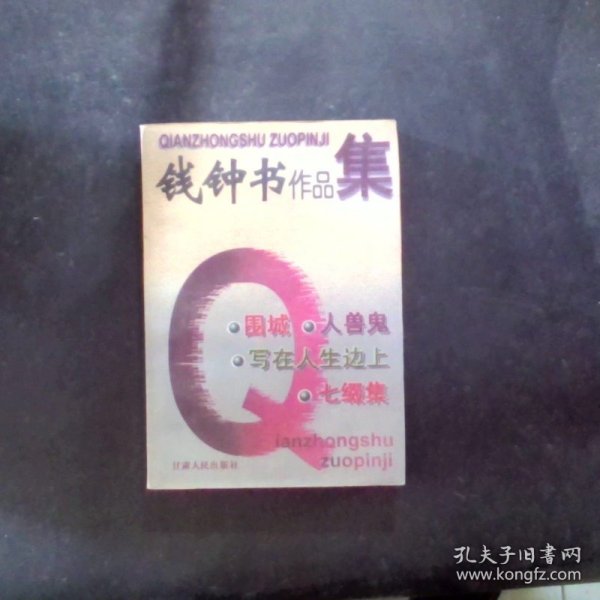 QIANZHONGSHU ZUOPINJI
钱钟书作品集
·围城 ·人兽鬼
·写在人生边上
·七缀集
Q
ianzhongshu
zuopinji
甘肃人民出版社
孔夫子旧书网
www.kongfz.com